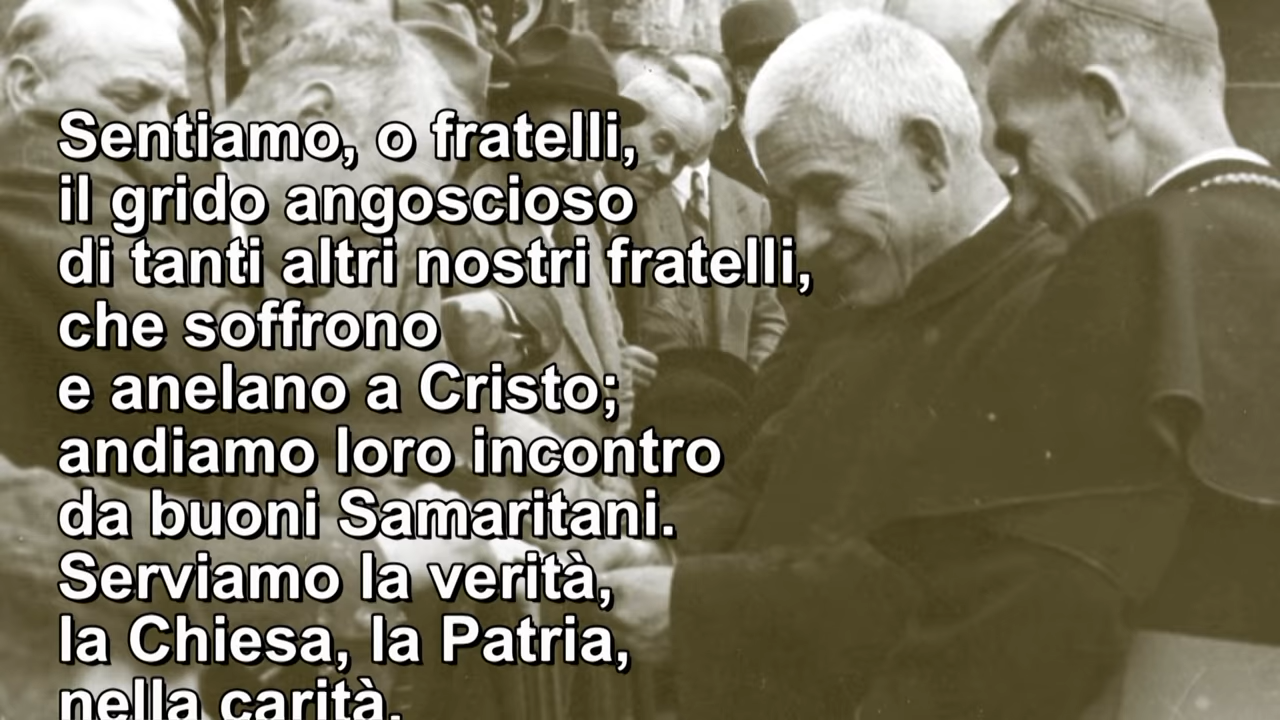 Sentiamo, o fratelli,
il grido angoscioso
di tanti altri nostri fratelli,
che soffrono
e anelano a Cristo;
andiamo loro incontro
da buoni Samaritani.
Serviamo la verità,
la Chiesa, la Patria,
nella carità.